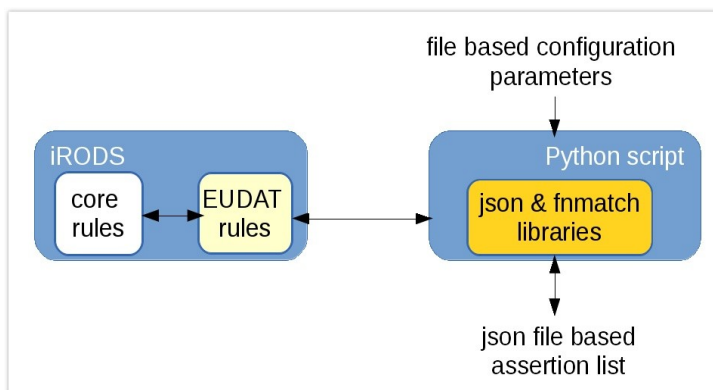 file based configuration
parameters
iRODS
core
rules
EUDAT
rules
Python script
json & fnmatch
libraries
json file based
assertion list